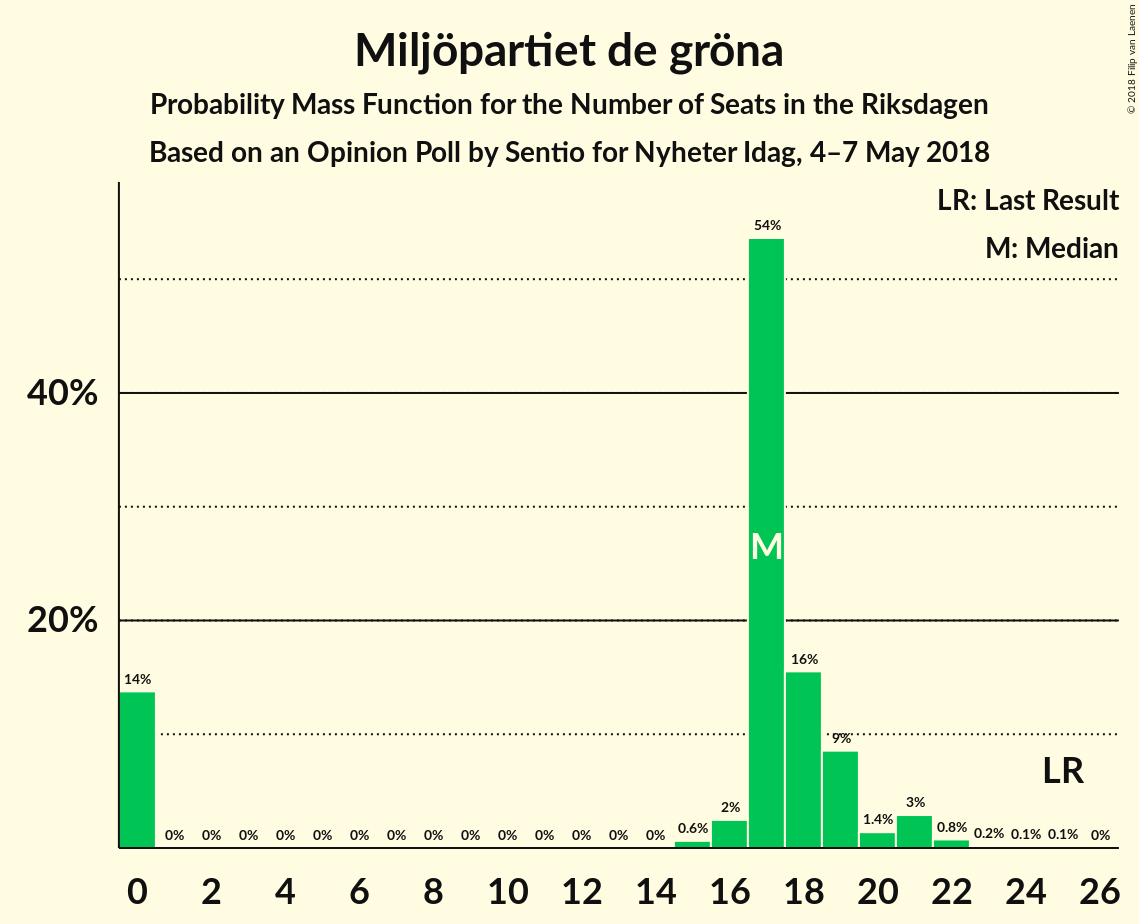 Miljöpartiet de gröna
Probability Mass Function for the Number of Seats in the Riksdagen
Based on an Opinion Poll by Sentio for Nyheter Idag, 4–7 May 2018
© 2018 Filip van Laenen
LR: Last Result
M: Median
54%
40%
M
20%
14%
16%
9%
LR
0% 0% 0% 0% 0% 0% 0% 0% 0% 0% 0% 0% 0% 0% 0.6% 2% 1.4% 3% 0.8% 0.2% 0.1% 0.1% 0%
0 2 4 6 8 10 12 14 16 18 20 22 24 26